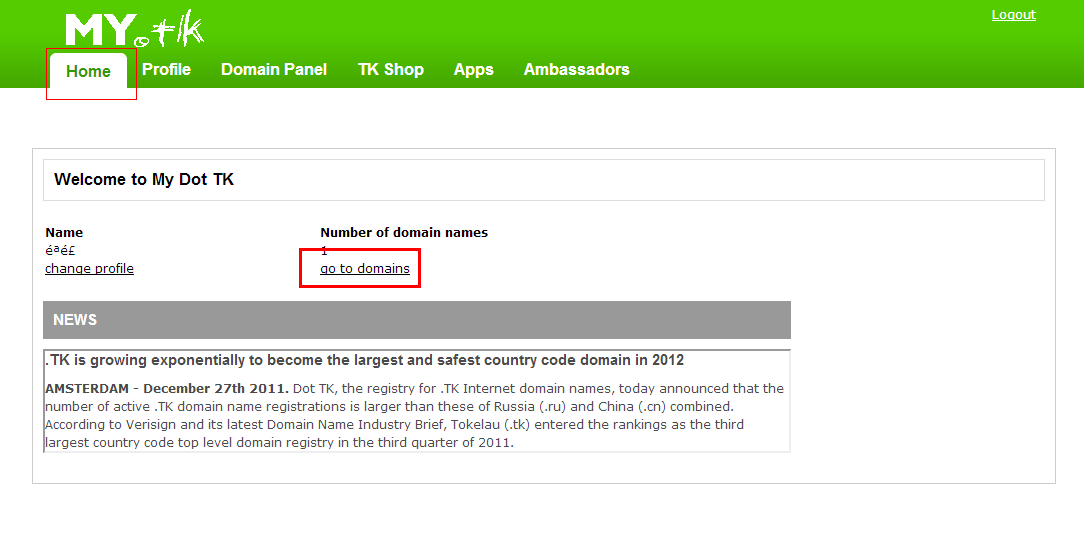 MY.tk
Logout
Home Profile Domain Panel TK Shop Apps Ambassadors
Welcome to My Dot TK
Name Number of domain names
éªé£ 1
change profile go to domains
NEWS
.TK is growing exponentially to become the largest and safest country code domain in 2012
AMSTERDAM - December 27th 2011. Dot TK, the registry for .TK Internet domain names, today announced that the
number of active .TK domain name registrations is larger than these of Russia (.ru) and China (.cn) combined.
According to Verisign and its latest Domain Name Industry Brief, Tokelau (.tk) entered the rankings as the third
largest country code top level domain registry in the third quarter of 2011.